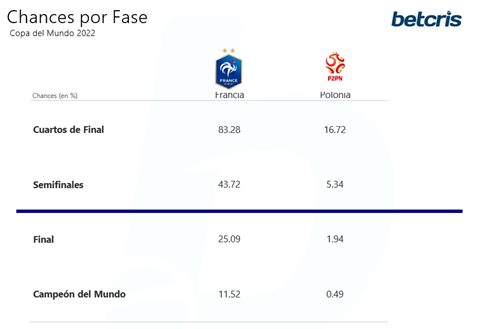 Chances por Fase
Copa del Mundo 2022
betcris
FRANCE
FFF
PZPN
Chances (en %) Francia Polonia
Cuartos de Final 83.28 16.72
Semifinales 43.72 5.34
Final 25.09 1.94
Campeón del Mundo 11.52 0.49